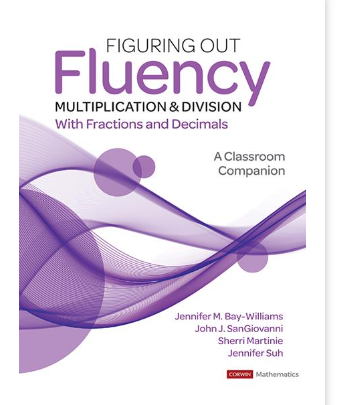 FIGURING OUT
Fluency
MULTIPLICATION & DIVISION
With Fractions and Decimals
A Classroom
Companion
Jennifer M. Bay-Williams
John J. SanGiovanni
Sherri Martinie
Jennifer Suh
CORWIN Mathematics